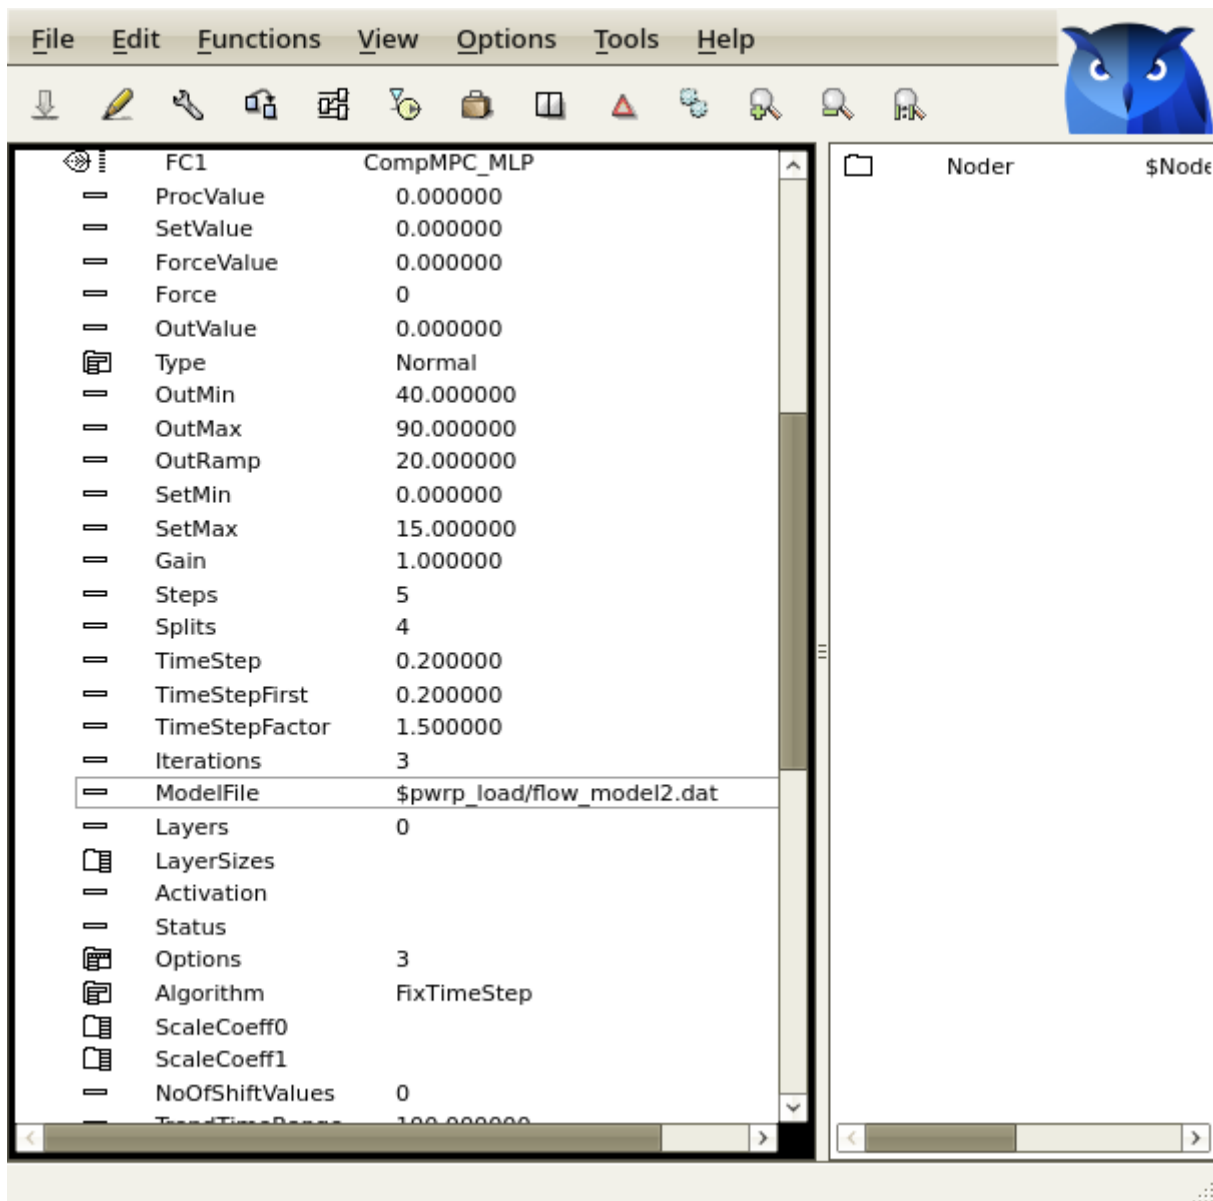 File Edit Functions View Options Tools Help
FC1 CompMPC_MLP
ProcValue 0.000000
SetValue 0.000000
ForceValue 0.000000
Force 0
OutValue 0.000000
Type Normal
OutMin 40.000000
OutMax 90.000000
OutRamp 20.000000
SetMin 0.000000
SetMax 15.000000
Gain 1.000000
Steps 5
Splits 4
TimeStep 0.200000
TimeStepFirst 0.200000
TimeStepFactor 1.500000
Iterations 3
ModelFile $pwrp_load/flow_model2.dat
Layers 0
LayerSizes
Activation
Status
Options 3
Algorithm FixTimeStep
ScaleCoeff0
ScaleCoeff1
NoOfShiftValues 0
TrendTimeRange 100.000000
Noder $Node